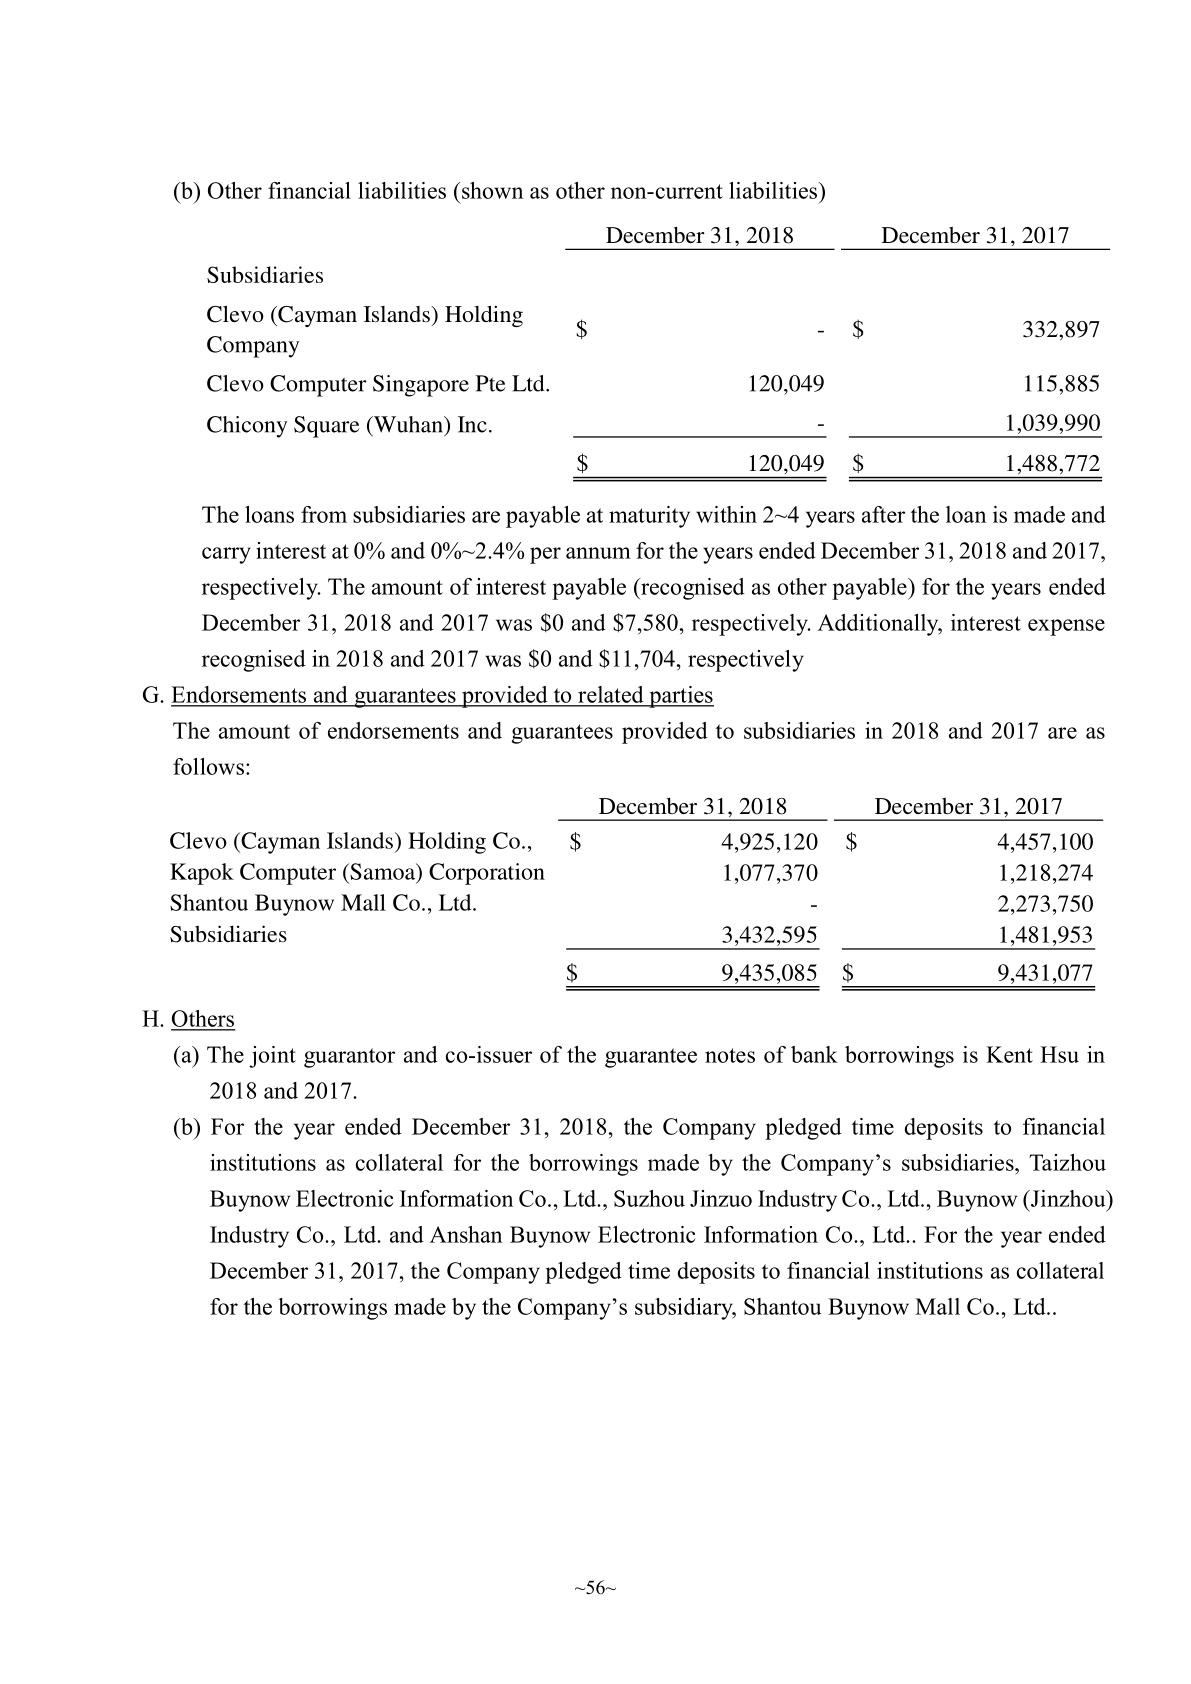 (b) Other financial liabilities (shown as other non-current liabilities)
December 31, 2018 December 31, 2017
Subsidiaries
Clevo (Cayman Islands) Holding
Company
$ - $ 332,897
Clevo Computer Singapore Pte Ltd. 120,049 115,885
Chicony Square (Wuhan) Inc. - 1,039,990
$ 120,049 $ 1,488,772
The loans from subsidiaries are payable at maturity within 2~4 years after the loan is made and
carry interest at 0% and 0%~2.4% per annum for the years ended December 31, 2018 and 2017,
respectively. The amount of interest payable (recognised as other payable) for the years ended
December 31, 2018 and 2017 was $0 and $7,580, respectively. Additionally, interest expense
recognised in 2018 and 2017 was $0 and $11,704, respectively
G. Endorsements and guarantees provided to related parties
The amount of endorsements and guarantees provided to subsidiaries in 2018 and 2017 are as
follows:
December 31, 2018 December 31, 2017
Clevo (Cayman Islands) Holding Co., $ 4,925,120 $ 4,457,100
Kapok Computer (Samoa) Corporation 1,077,370 1,218,274
Shantou Buynow Mall Co., Ltd. - 2,273,750
Subsidiaries 3,432,595 1,481,953
$ 9,435,085 $ 9,431,077
H. Others
(a) The joint guarantor and co-issuer of the guarantee notes of bank borrowings is Kent Hsu in
2018 and 2017.
(b) For the year ended December 31, 2018, the Company pledged time deposits to financial
institutions as collateral for the borrowings made by the Company’s subsidiaries, Taizhou
Buynow Electronic Information Co., Ltd., Suzhou Jinzuo Industry Co., Ltd., Buynow (Jinzhou)
Industry Co., Ltd. and Anshan Buynow Electronic Information Co., Ltd.. For the year ended
December 31, 2017, the Company pledged time deposits to financial institutions as collateral
for the borrowings made by the Company’s subsidiary, Shantou Buynow Mall Co., Ltd..
~56~